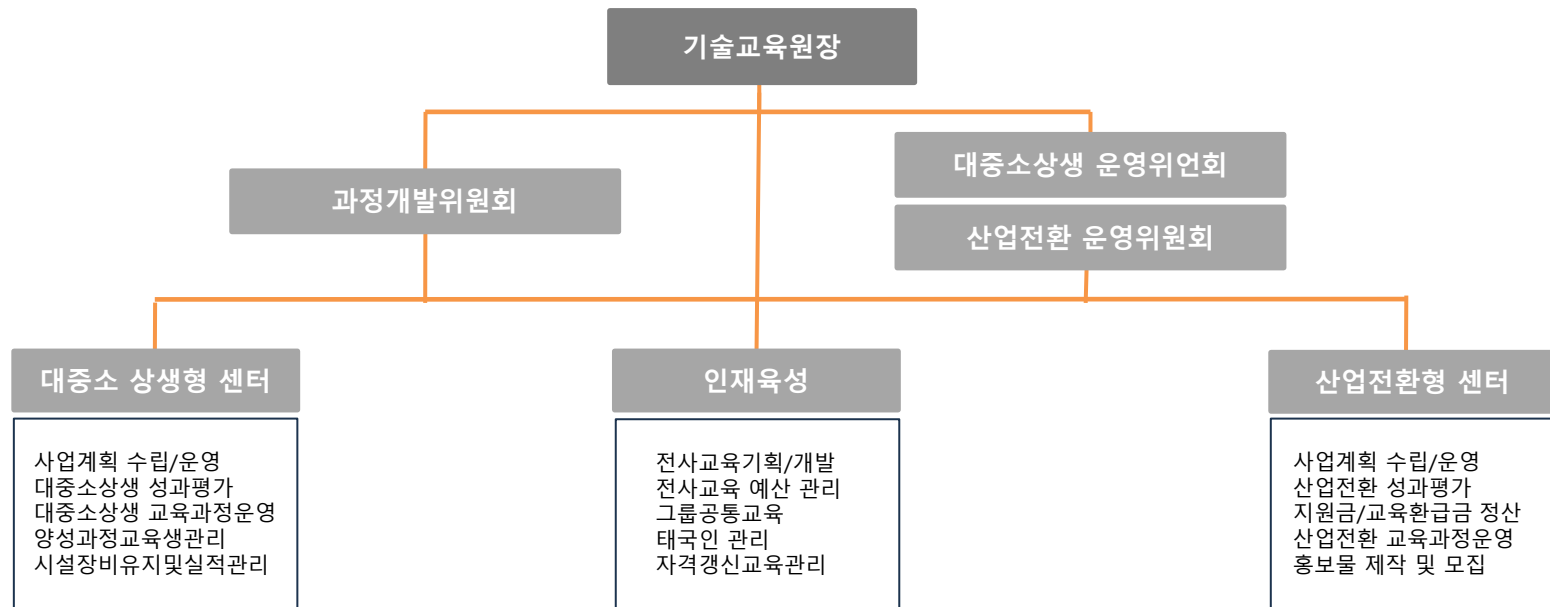 기술교육원장
대중소상생 운영위언회
과정개발위원회
산업전환 운영위원회
대중소 상생형 센터
사업계획 수립/운영
대중소상생 성과평가
대중소상생 교육과정운영
양성과정교육생관리
시설장비유지및실적관리
인재육성
전사교육기획/개발
전사교육 예산 관리
그룹공통교육
태국인 관리
자격갱신교육관리
산업전환형 센터
사업계획 수립/운영
산업전환 성과평가
지원금/교육환급금 정산
산업전환 교육과정운영
홍보물 제작 및 모집